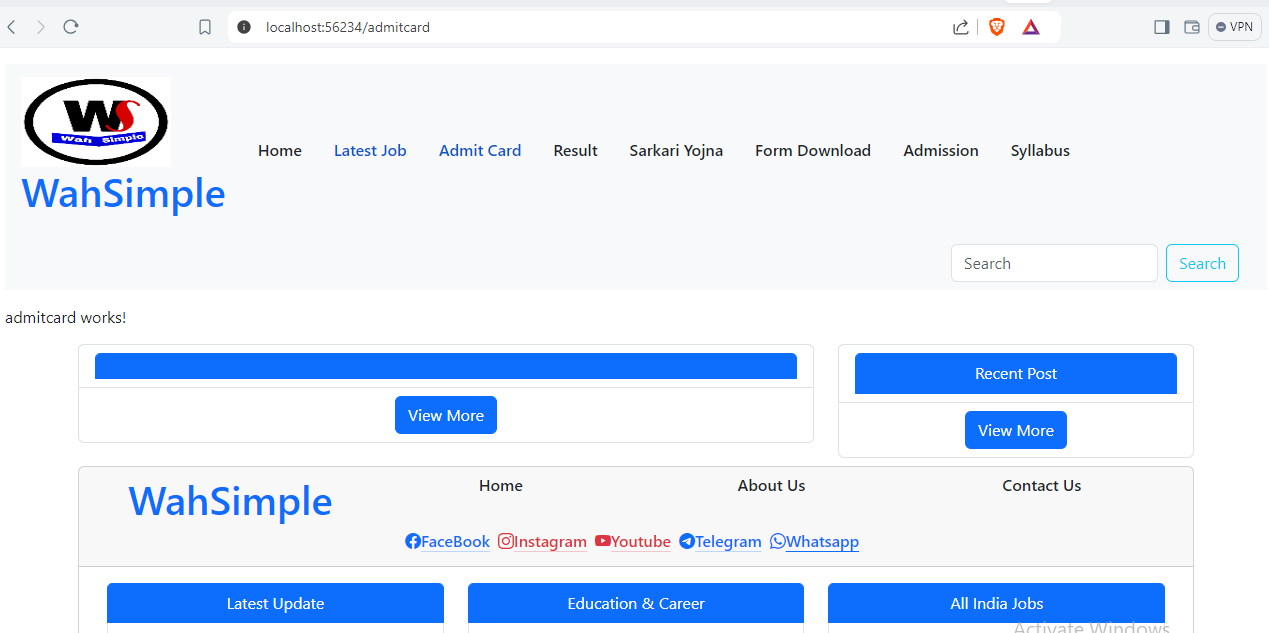 localhost:56234/admitcard
VPN
WS
Wah Simple
WahSimple
Home Latest Job Admit Card Result Sarkari Yojna Form Download Admission Syllabus
Search Search
admitcard works!
Recent Post
View More
View More
WahSimple
Home About Us Contact Us
FaceBook Instagram Youtube Telegram Whatsapp
Latest Update Education & Career All India Jobs
Activate Windows